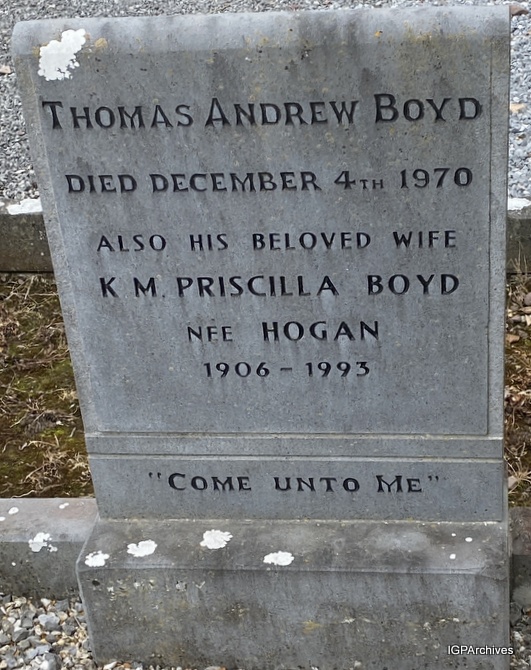 THOMAS ANDREW BOYD
DIED DECEMBER 4TH 1970
ALSO HIS BELOVED WIFE
K M. PRISCILLA BOYD
NEE HOGAN
1906 - 1993
"COME UNTO ME"
IGPArchives